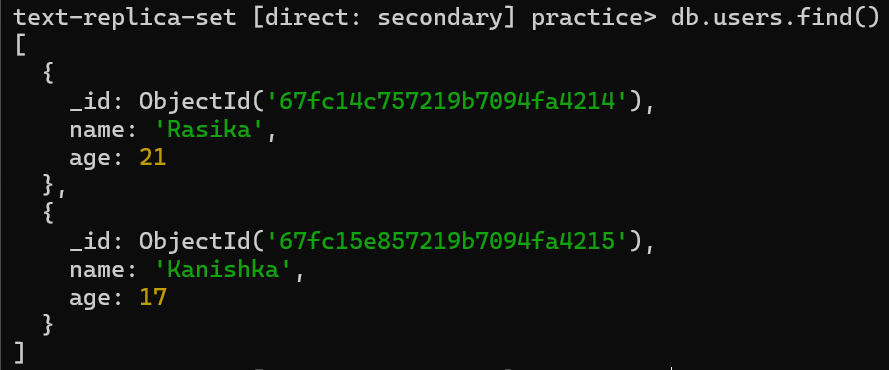 text-replica-set [direct: secondary] practice> db.users.find()
[
  {
    _id: ObjectId('67fc14c757219b7094fa4214'),
    name: 'Rasika',
    age: 21
  },
  {
    _id: ObjectId('67fc15e857219b7094fa4215'),
    name: 'Kanishka',
    age: 17
  }
]